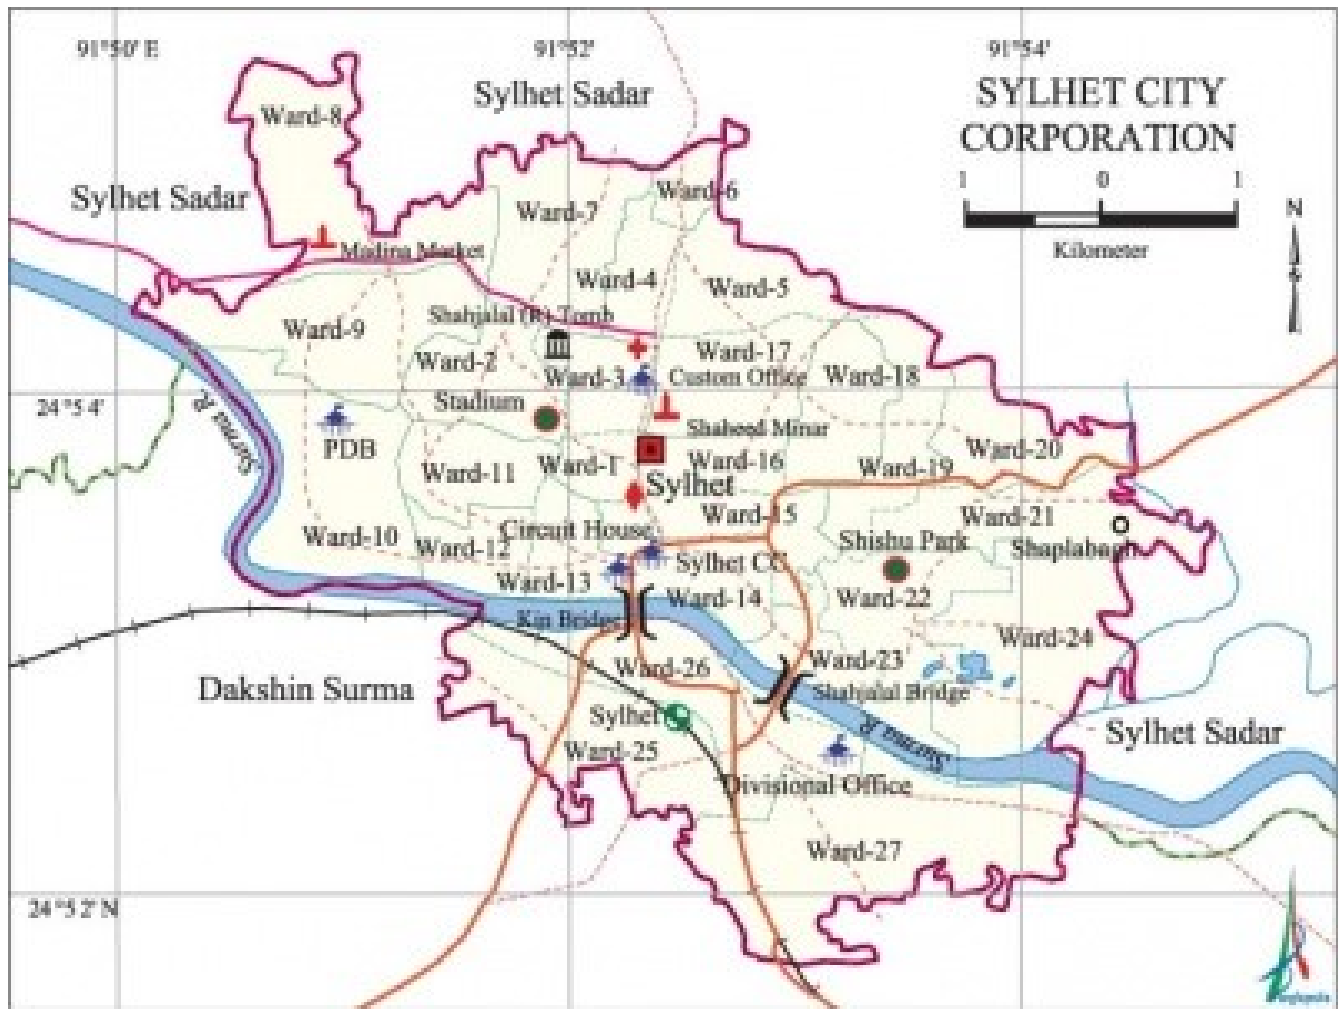 91°50' E
91°52'
91°54'
SYLHET CITY
CORPORATION
1 0 1
Kilometer
N
Sylhet Sadar
Ward-8
Sylhet Sadar
Ward-6
Ward-7
Madina Market
Ward-4
Ward-5
Shahjalal (R) Tomb
Ward-9
Ward-2
Ward-17
Ward-3
Custom Office
Ward-18
24°54'
Stadium
Shaheed Minar
PDB
Surma R
Ward-11
Ward-1
Ward-16
Ward-19
Ward-20
Sylhet
Ward-15
Ward-21
Ward-10
Circuit House
Ward-12
Shishu Park
Shaplabagh
Sylhet CC
Ward-13
Ward-14
Ward-22
Kin Bridge
Ward-24
Ward-26
Ward-23
Dakshin Surma
Shahjalal Bridge
Sylhet
Surma R
Sylhet Sadar
Ward-25
Divisional Office
Ward-27
24°52' N